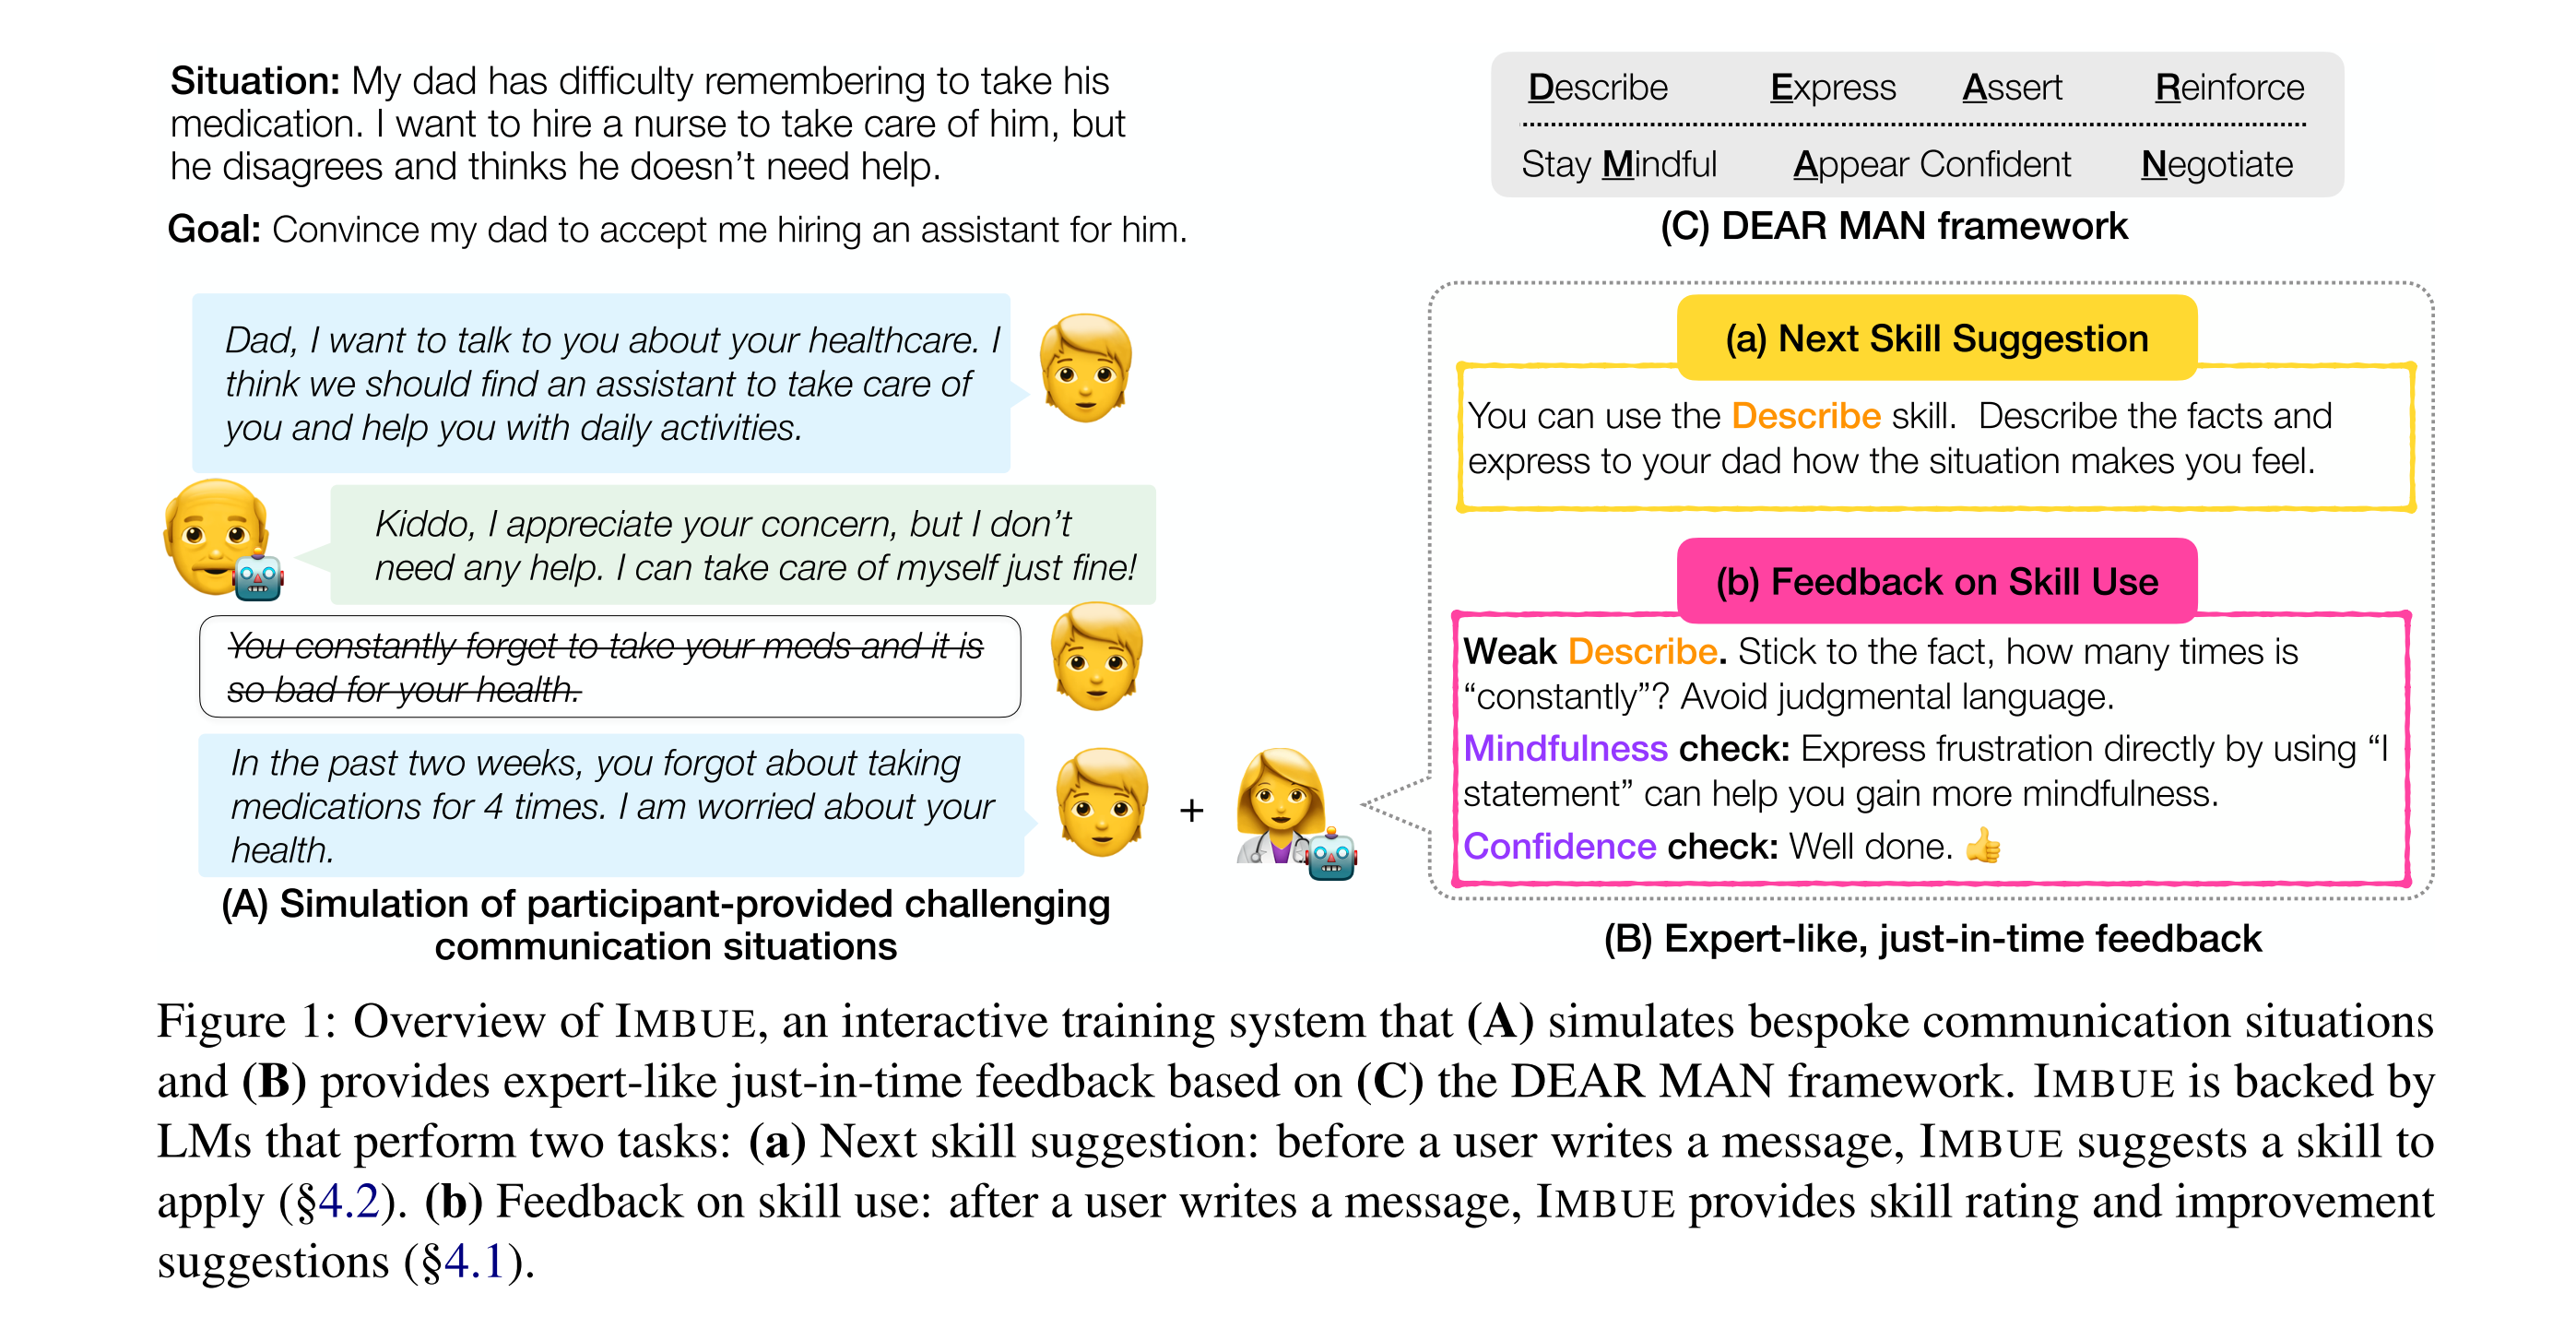 Situation: My dad has difficulty remembering to take his
medication. I want to hire a nurse to take care of him, but
he disagrees and thinks he doesn’t need help.
Goal: Convince my dad to accept me hiring an assistant for him.
Dad, I want to talk to you about your healthcare. I
think we should find an assistant to take care of
you and help you with daily activities.
Kiddo, I appreciate your concern, but I don’t
need any help. I can take care of myself just fine!
You constantly forget to take your meds and it is
so bad for your health.
In the past two weeks, you forgot about taking
medications for 4 times. I am worried about your
health.
+
(A) Simulation of participant-provided challenging
communication situations
Describe Express Assert Reinforce
Stay Mindful Appear Confident Negotiate
(C) DEAR MAN framework
(a) Next Skill Suggestion
You can use the Describe skill. Describe the facts and
express to your dad how the situation makes you feel.
(b) Feedback on Skill Use
Weak Describe. Stick to the fact, how many times is
“constantly”? Avoid judgmental language.
Mindfulness check: Express frustration directly by using “I
statement” can help you gain more mindfulness.
Confidence check: Well done. 👍
(B) Expert-like, just-in-time feedback
Figure 1: Overview of IMBUE, an interactive training system that (A) simulates bespoke communication situations
and (B) provides expert-like just-in-time feedback based on (C) the DEAR MAN framework. IMBUE is backed by
LMs that perform two tasks: (a) Next skill suggestion: before a user writes a message, IMBUE suggests a skill to
apply (§4.2). (b) Feedback on skill use: after a user writes a message, IMBUE provides skill rating and improvement
suggestions (§4.1).